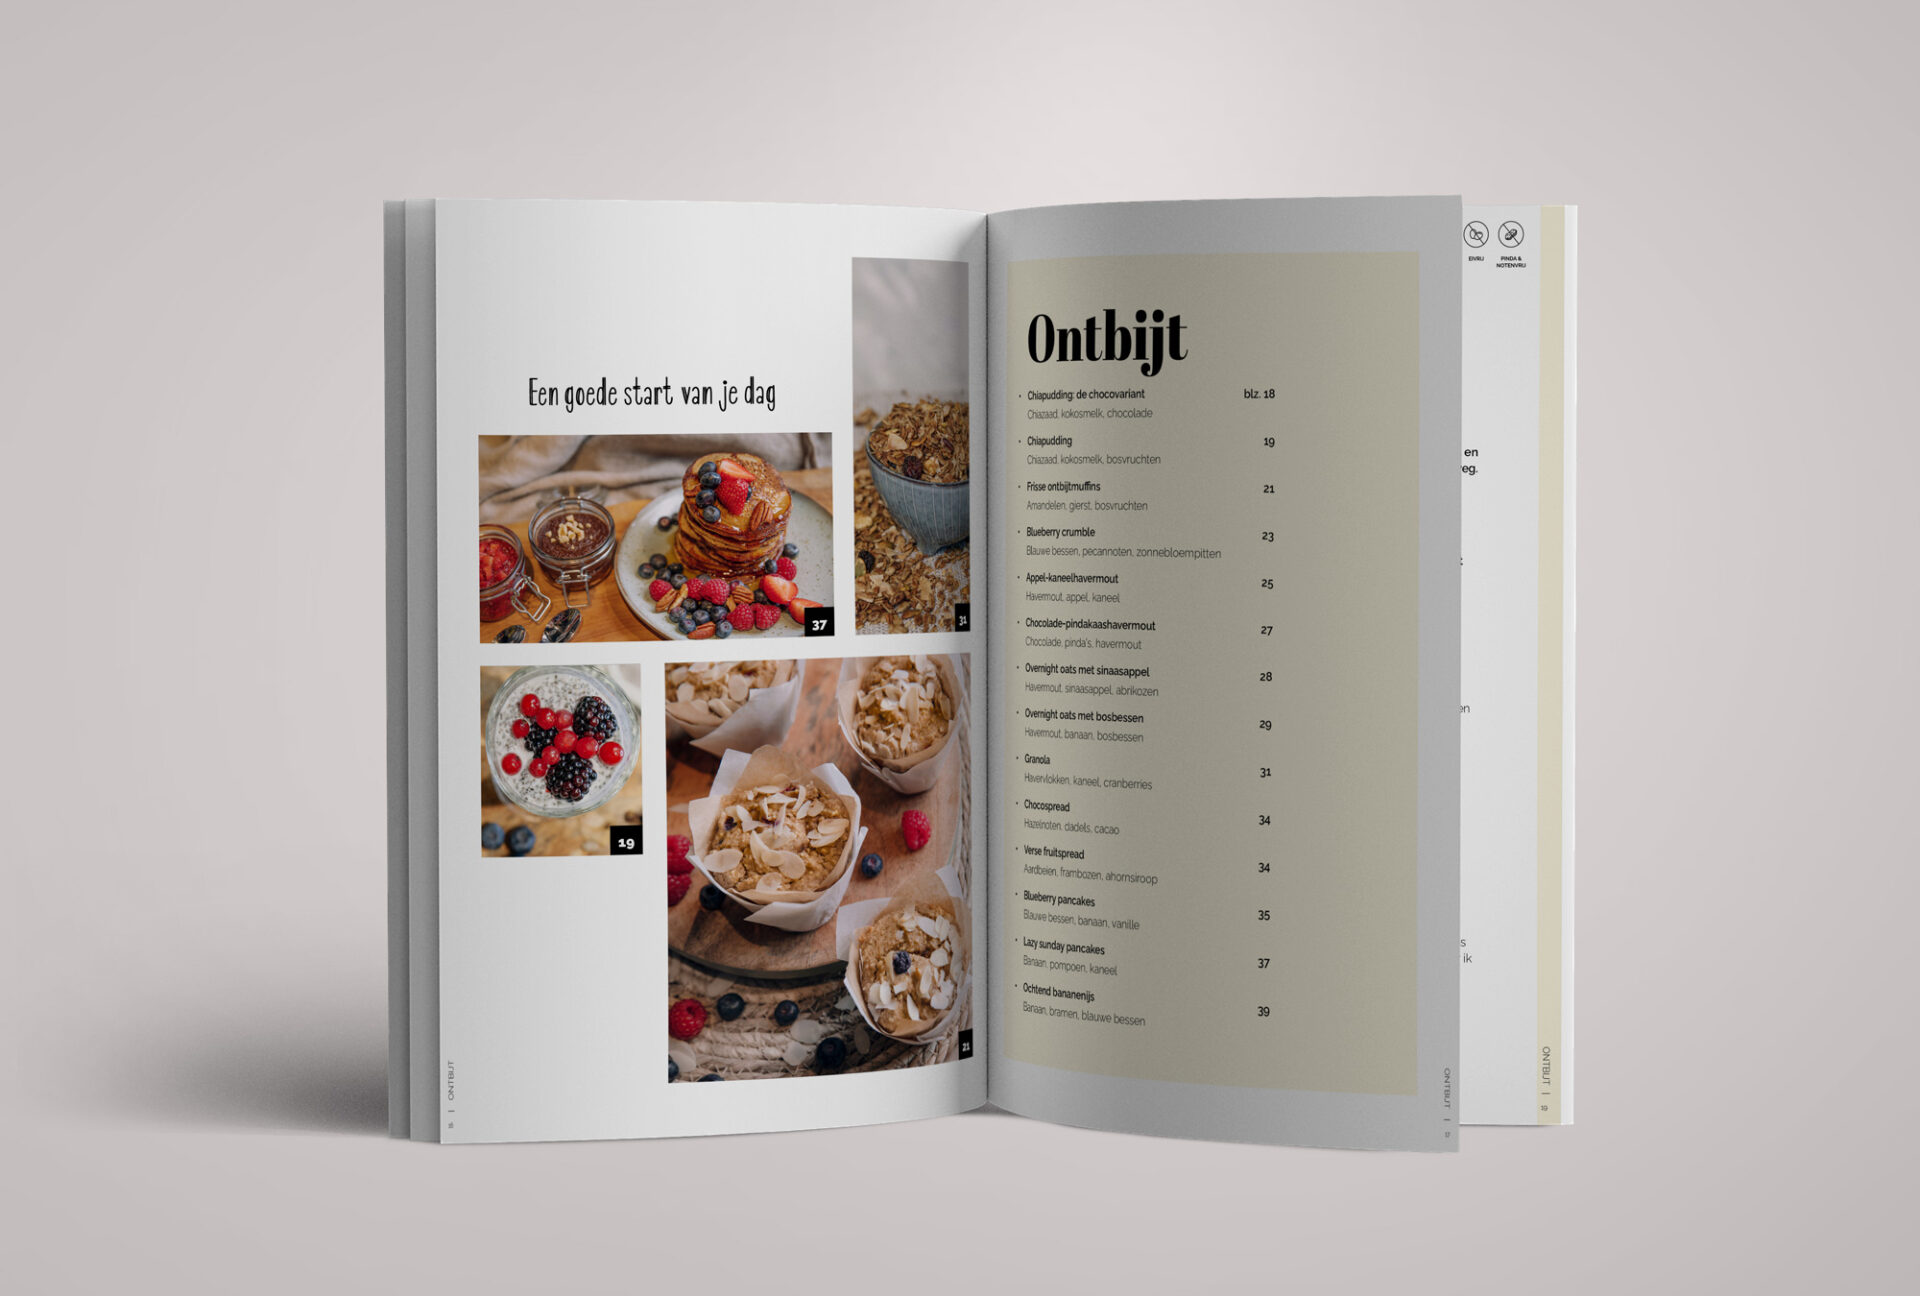 Een goede start van je dag
37
31
19
21
ONTBIJT
Ontbijt
• Chiapudding: de chocovariant blz. 18
Chiazaad, kokosmelk, chocolade
• Chiapudding 19
Chiazaad, kokosmelk, bosvruchten
• Frisse ontbijtmuffins 21
Amandelen, gierst, bosvruchten
• Blueberry crumble 23
Blauwe bessen, pecannoten, zonnebloempitten
• Appel-kaneelhavermout 25
Havermout, appel, kaneel
• Chocolade-pindakaashavermout 27
Chocolade, pinda's, havermout
• Overnight oats met sinaasappel 28
Havermout, sinaasappel, abrikozen
• Overnight oats met bosbessen 29
Havermout, banaan, bosbessen
• Granola 31
Havervlokken, kaneel, cranberries
• Chocospread 34
Hazelnoten, dadels, cacao
• Verse fruitspread 34
Aardbeien, frambozen, ahornsiroop
• Blueberry pancakes 35
Blauwe bessen, banaan, vanille
• Lazy sunday pancakes 37
Banaan, pompoen, kaneel
• Ochtend bananenijs 39
Banaan, bramen, blauwe bessen
ONTBIJT |
EIVRIJ
PINDA &
NOTENVRIJ
en
ik
ONTBIJT | 19